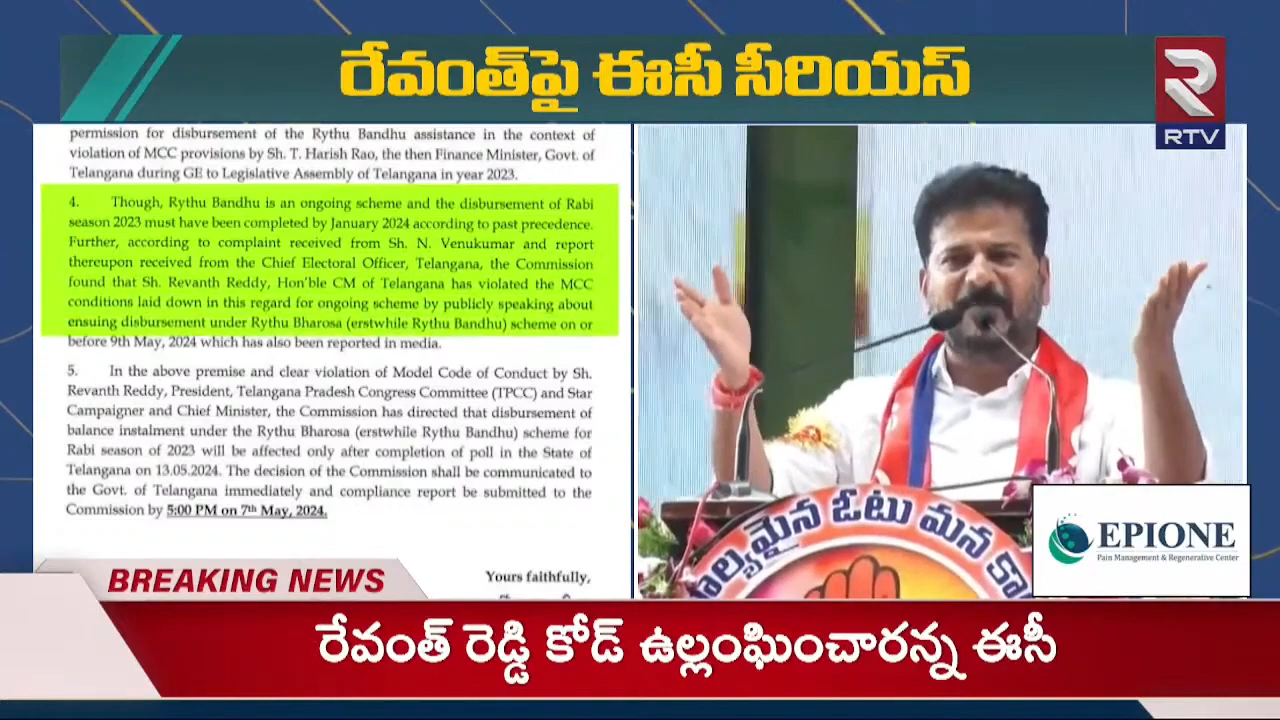 రేవంత్‌పై ఈసీ సీరియస్
RTV
permission for disbursement of the Rythu Bandhu assistance in the context of
violation of MCC provisions by Sh. T. Harish Rao, the then Finance Minister, Govt. of
Telangana during GE to Legislative Assembly of Telangana in year 2023.
4. Though, Rythu Bandhu is an ongoing scheme and the disbursement of Rabi
season 2023 must have been completed by January 2024 according to past precedence.
Further, according to complaint received from Sh. N. Venukumar and report
thereupon received from the Chief Electoral Officer, Telangana, the Commission
found that Sh. Revanth Reddy, Hon'ble CM of Telangana has violated the MCC
conditions laid down in this regard for ongoing scheme by publicly speaking about
ensuing disbursement under Rythu Bharosa (erstwhile Rythu Bandhu) scheme on or
before 9th May, 2024 which has also been reported in media.
5. In the above premise and clear violation of Model Code of Conduct by Sh.
Revanth Reddy, President, Telangana Pradesh Congress Committee (TPCC) and Star
Campaigner and Chief Minister, the Commission has directed that disbursement of
balance instalment under the Rythu Bharosa (erstwhile Rythu Bandhu) scheme for
Rabi season of 2023 will be affected only after completion of poll in the State of
Telangana on 13.05.2024. The decision of the Commission shall be communicated to
the Govt. of Telangana immediately and compliance report be submitted to the
Commission by 5:00 PM on 7th May, 2024.
Yours faithfully,
ఓటు మన
EPIONE
Pain Management & Regenerative Center
BREAKING NEWS
రేవంత్ రెడ్డి కోడ్ ఉల్లంఘించారన్న ఈసీ